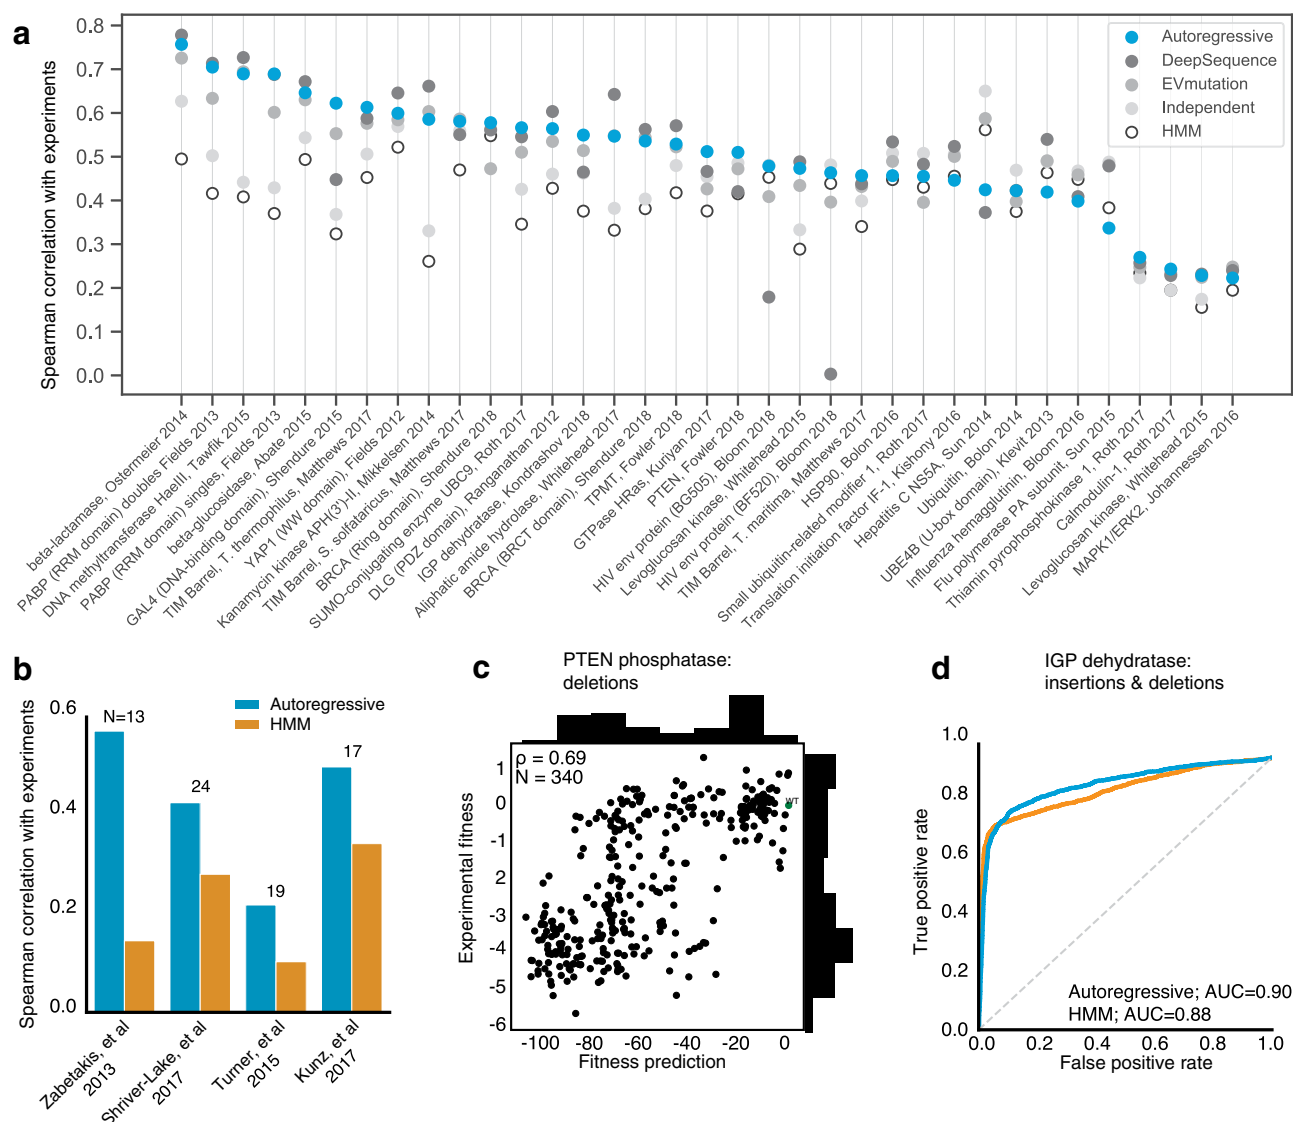 a
Spearman correlation with experiments
0.8
0.7
0.6
0.5
0.4
0.3
0.2
0.1
0.0
Autoregressive
DeepSequence
EVmutation
Independent
HMM
beta-lactamase, Ostermeier 2014
PABP (RRM domain) doubles Fields 2013
DNA methyltransferase HaeIII, Tawfik 2015
PABP (RRM domain) singles, Fields 2013
beta-glucosidase, Abate 2015
GAL4 (DNA-binding domain), Shendure 2015
TIM Barrel, T. thermophilus, Matthews 2017
YAP1 (WW domain), Fields 2012
Kanamycin kinase APH(3')-II, Mikkelsen 2014
TIM Barrel, S. solfataricus, Matthews 2017
BRCA (Ring domain), Shendure 2018
SUMO-conjugating enzyme UBC9, Roth 2017
DLG (PDZ domain), Ranganathan 2012
IGP dehydratase, Kondrashov 2018
Aliphatic amide hydrolase, Whitehead 2017
BRCA (BRCT domain), Shendure 2018
TPMT, Fowler 2018
GTPase HRas, Kuriyan 2017
PTEN, Fowler 2018
HIV env protein (BG505), Bloom 2018
Levoglucosan kinase, Whitehead 2015
HIV env protein (BF520), Bloom 2018
TIM Barrel, T. maritima, Matthews 2017
HSP90, Bolon 2016
Small ubiquitin-related modifier 1, Roth 2017
Translation initiation factor IF-1, Kishony 2016
Hepatitis C NS5A, Sun 2014
Ubiquitin, Bolon 2014
UBE4B (U-box domain), Klevit 2013
Influenza hemagglutinin, Bloom 2016
Flu polymerase PA subunit, Sun 2015
Thiamin pyrophosphokinase 1, Roth 2017
Calmodulin-1, Roth 2017
Levoglucosan kinase, Whitehead 2015
MAPK1/ERK2, Johannessen 2016
b
Spearman correlation with experiments
0.6
0.4
0.2
0.0
Autoregressive
HMM
N=13
24
19
17
Zabetakis, et al
2013
Shriver-Lake, et al
2017
Turner, et al
2015
Kunz, et al
2017
c
PTEN phosphatase:
deletions
ρ = 0.69
N = 340
WT
Experimental fitness
1
0
-1
2
-3
-4
-5
-6
-100
-80
-60
-40
-20
0
Fitness prediction
d
IGP dehydratase:
insertions & deletions
True positive rate
1.0
0.8
0.6
0.4
0.2
0.0
Autoregressive; AUC=0.90
HMM; AUC=0.88
0.0
0.2
0.4
0.6
0.8
1.0
False positive rate